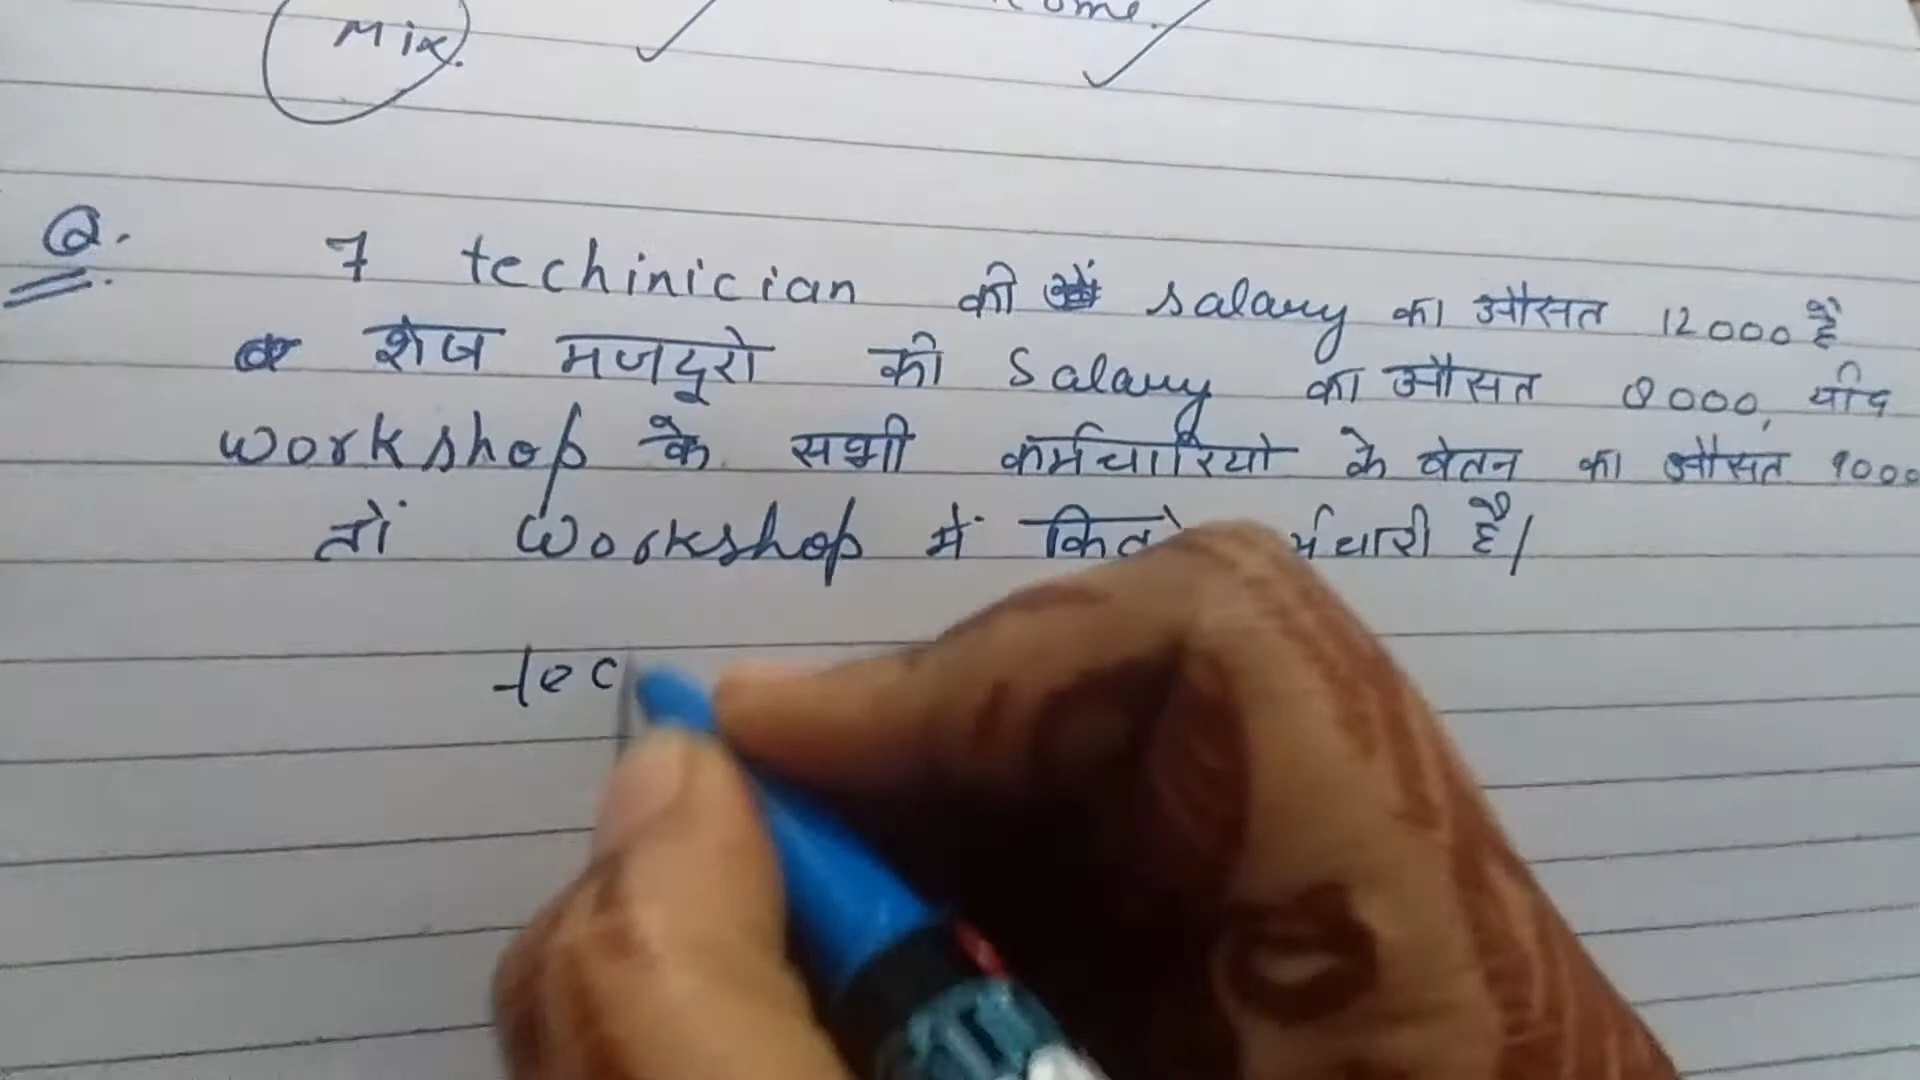 Mix.
Q. 7 techinician की salary का औसत 12000 है
शेष मजदूरो की Salary का औसत 8000, यदि
workshop के सभी कर्मचारियो के वेतन का औसत 9000
तो workshop में है।
tec